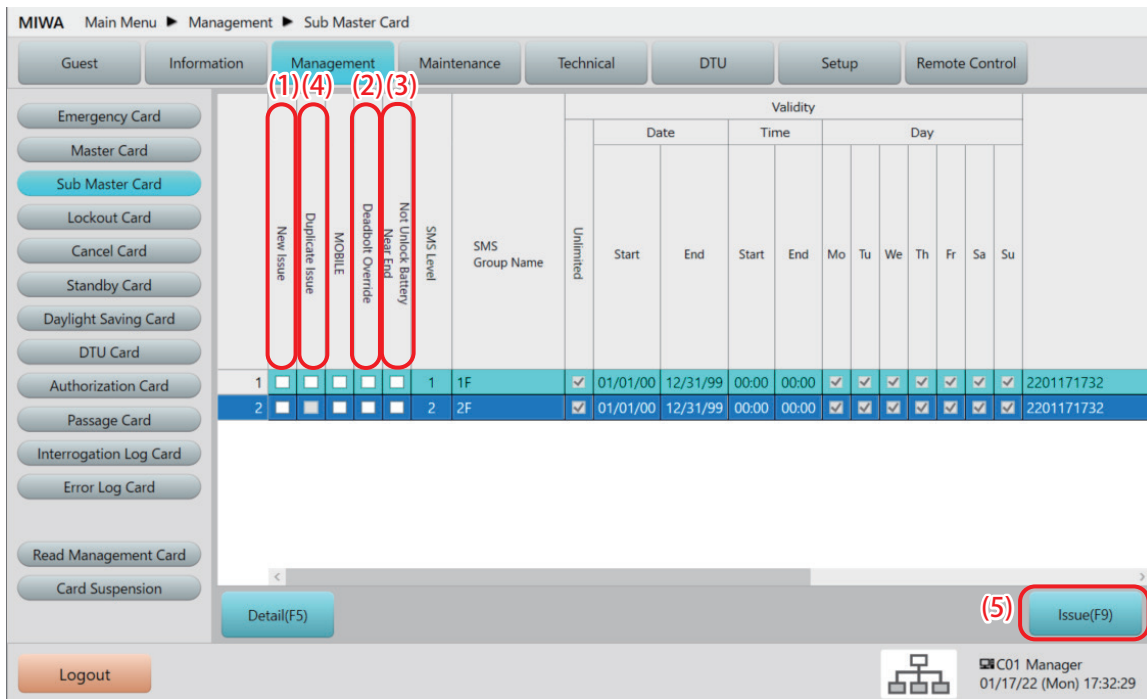 MIWA Main Menu ▶ Management ▶ Sub Master Card
Guest Information Management Maintenance Technical DTU Setup Remote Control
(1) (4) (2) (3)
Emergency Card
Master Card
Sub Master Card
Lockout Card
Cancel Card
Standby Card
Daylight Saving Card
DTU Card
Authorization Card
Passage Card
Interrogation Log Card
Error Log Card
Read Management Card
Card Suspension
Validity
Date Time Day
New Issue
Duplicate Issue
MOBILE
Deadbolt Override
Not Unlock Battery
Near End
SMS Level
SMS
Group Name
Unlimited
Start End Start End Mo Tu We Th Fr Sa Su
1 1 1F 01/01/00 12/31/99 00:00 00:00 2201171732
2 2 2F 01/01/00 12/31/99 00:00 00:00 2201171732
Detail(F5) (5) Issue(F9)
Logout
C01 Manager
01/17/22 (Mon) 17:32:29